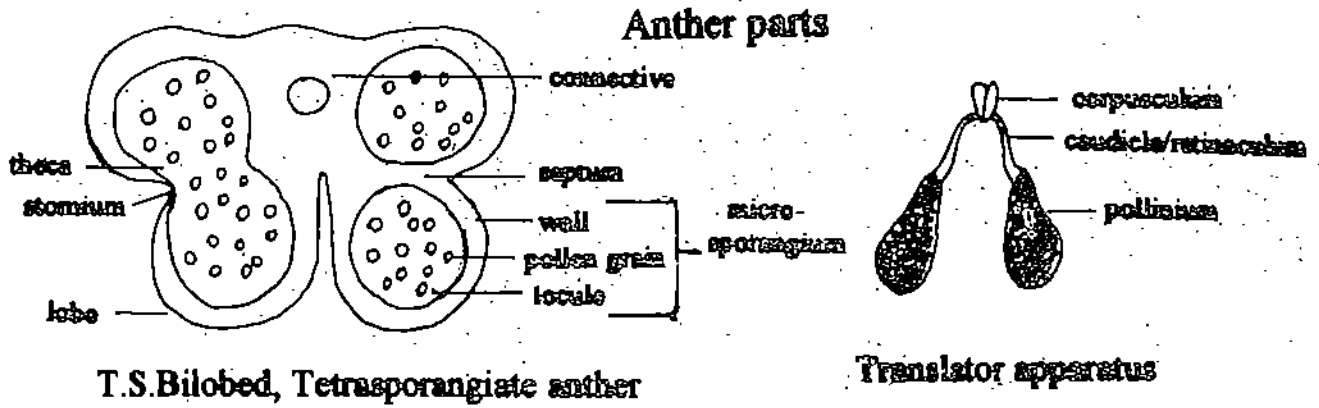 Anther parts
connective
theca
stomium
septum
wall
pollen grain
locule
micro-
sporangium
lobe
T.S.Bilobed, Tetrasporangiate anther
corpusculum
caudicle/retinaculum
pollinium
Translator apparatus